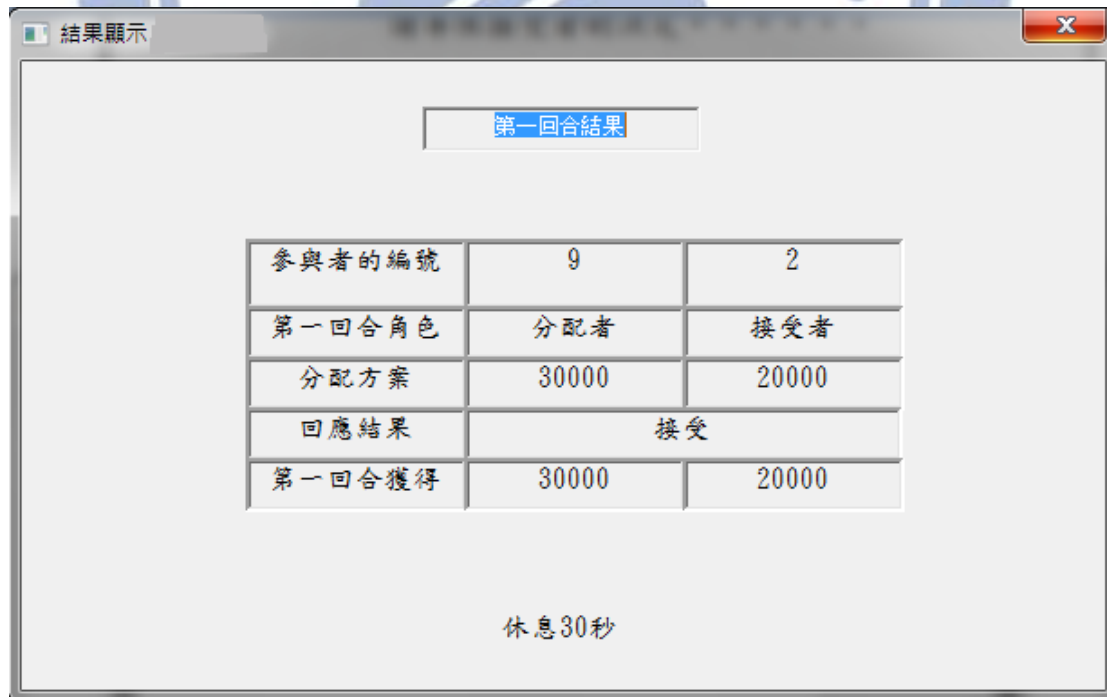 結果顯示
第一回合結果
參與者的編號 9 2
第一回合角色 分配者 接受者
分配方案 30000 20000
回應結果 接受
第一回合獲得 30000 20000
休息30秒